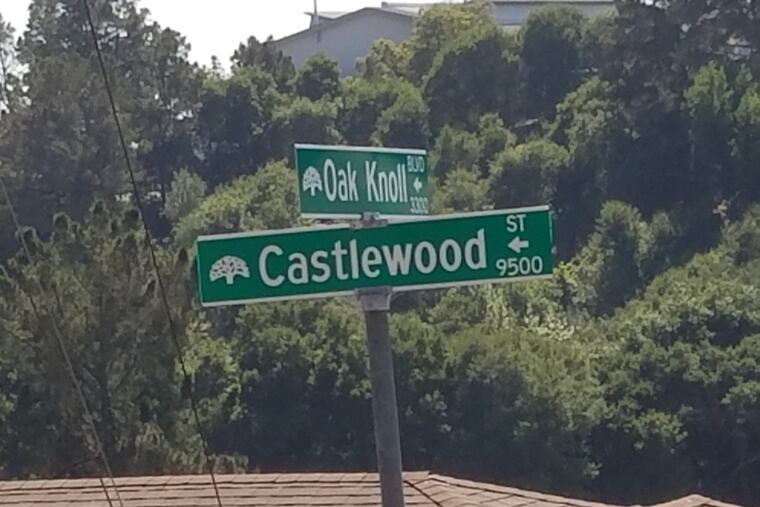 Oak Knoll BLVD
← 3300
Castlewood ST
← 9500